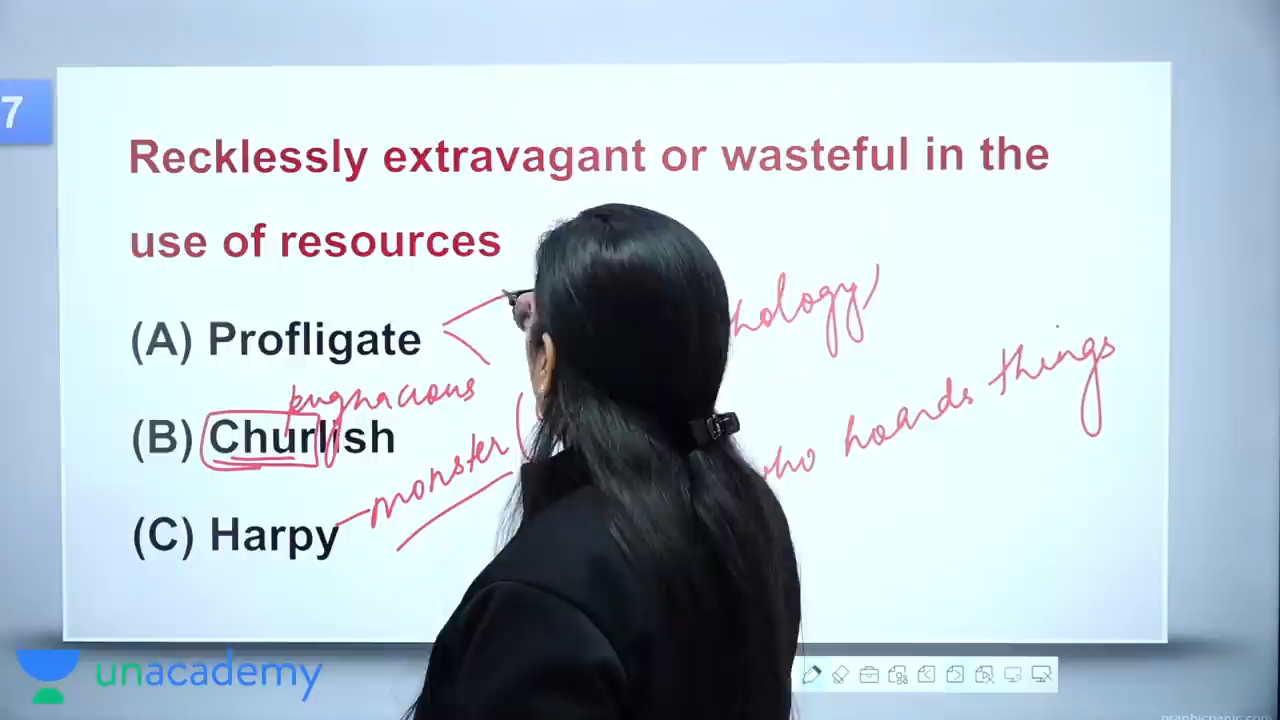 7
Recklessly extravagant or wasteful in the
use of resources
(A) Profligate
pugnacious
(B) Churlish
(C) Harpy
monster
who hoards things
unacademy